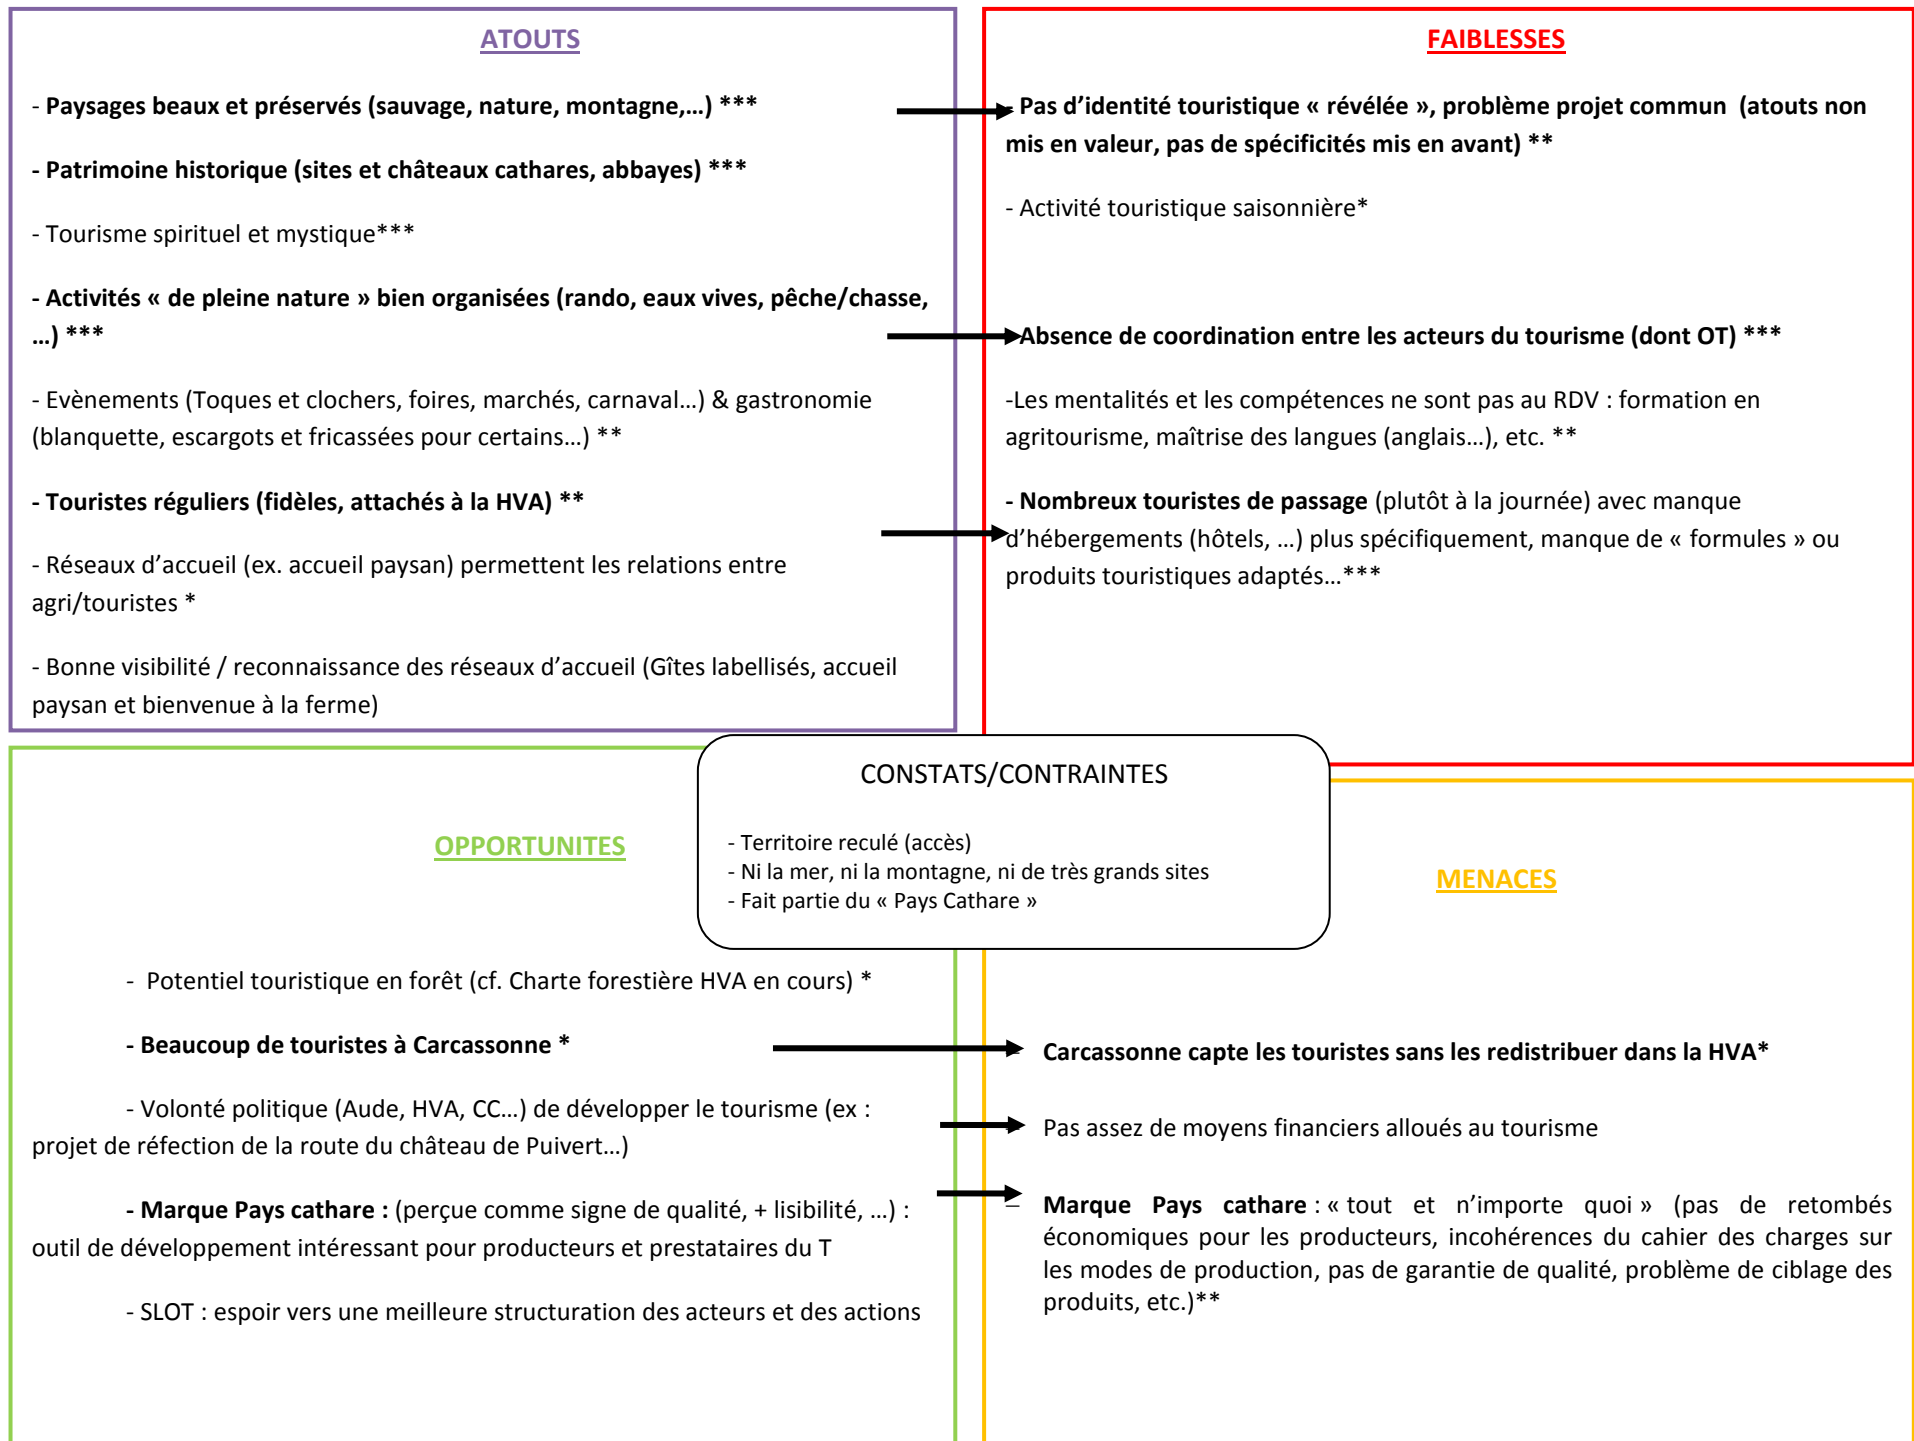 ATOUTS
- Paysages beaux et préservés (sauvage, nature, montagne,…) ***
- Patrimoine historique (sites et châteaux cathares, abbayes) ***
- Tourisme spirituel et mystique***
- Activités « de pleine nature » bien organisées (rando, eaux vives, pêche/chasse,
…) ***
- Evènements (Toques et clochers, foires, marchés, carnaval…) & gastronomie
(blanquette, escargots et fricassées pour certains…) **
- Touristes réguliers (fidèles, attachés à la HVA) **
- Réseaux d’accueil (ex. accueil paysan) permettent les relations entre
agri/touristes *
- Bonne visibilité / reconnaissance des réseaux d’accueil (Gîtes labellisés, accueil
paysan et bienvenue à la ferme)
FAIBLESSES
- Pas d’identité touristique « révélée », problème projet commun (atouts non
mis en valeur, pas de spécificités mis en avant) **
- Activité touristique saisonnière*
Absence de coordination entre les acteurs du tourisme (dont OT) ***
-Les mentalités et les compétences ne sont pas au RDV : formation en
agritourisme, maîtrise des langues (anglais…), etc. **
- Nombreux touristes de passage (plutôt à la journée) avec manque
d’hébergements (hôtels, …) plus spécifiquement, manque de « formules » ou
produits touristiques adaptés…***
CONSTATS/CONTRAINTES
- Territoire reculé (accès)
- Ni la mer, ni la montagne, ni de très grands sites
- Fait partie du « Pays Cathare »
OPPORTUNITES
- Potentiel touristique en forêt (cf. Charte forestière HVA en cours) *
- Beaucoup de touristes à Carcassonne *
- Volonté politique (Aude, HVA, CC…) de développer le tourisme (ex :
projet de réfection de la route du château de Puivert…)
- Marque Pays cathare : (perçue comme signe de qualité, + lisibilité, …) :
outil de développement intéressant pour producteurs et prestataires du T
- SLOT : espoir vers une meilleure structuration des acteurs et des actions
MENACES
– Carcassonne capte les touristes sans les redistribuer dans la HVA*
– Pas assez de moyens financiers alloués au tourisme
– Marque Pays cathare : « tout et n’importe quoi » (pas de retombés
économiques pour les producteurs, incohérences du cahier des charges sur
les modes de production, pas de garantie de qualité, problème de ciblage des
produits, etc.)**